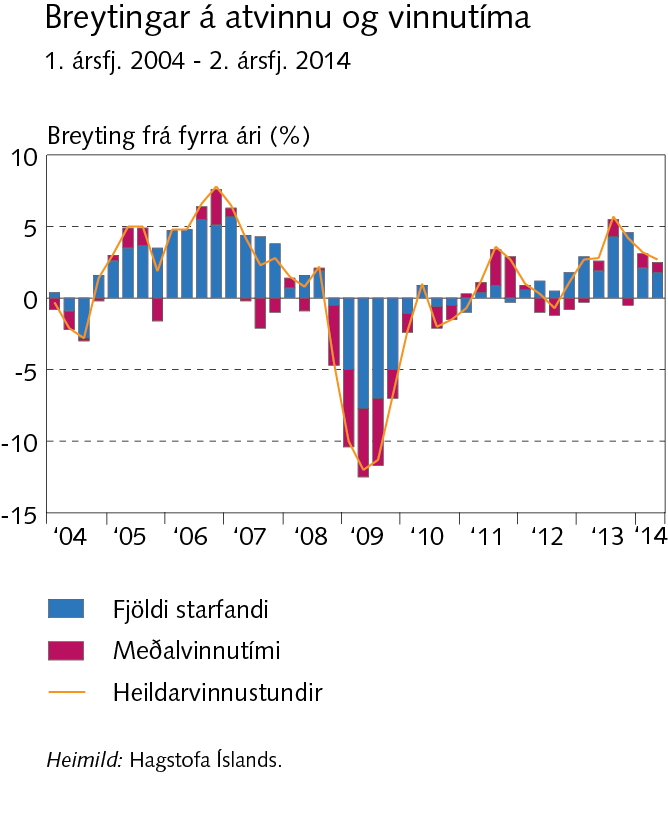 Breytingar á atvinnu og vinnutíma
1. ársfj. 2004 - 2. ársfj. 2014
Breyting frá fyrra ári (%)
10
5
0
-5
-10
-15
‘04 ‘05 ‘06 ‘07 ‘08 ‘09 ‘10 ‘11 ‘12 ‘13 ‘14
Fjöldi starfandi
Meðalvinnutími
Heildarvinnustundir
Heimild: Hagstofa Íslands.